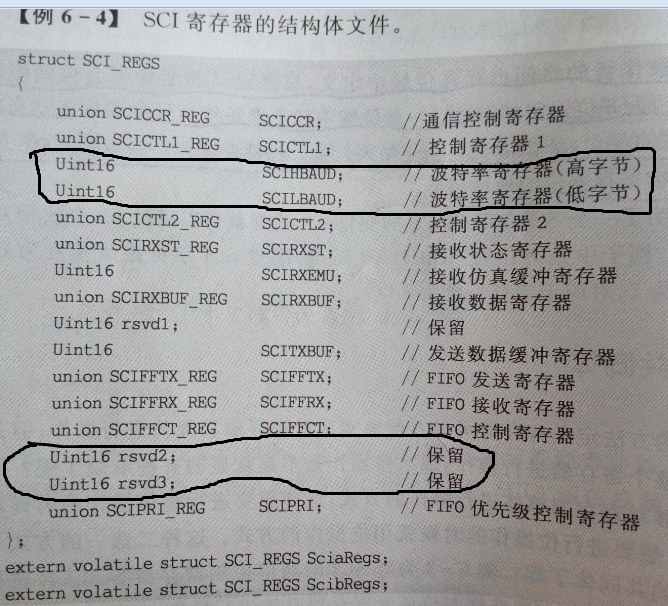 【例 6-4】 SCI 寄存器的结构体文件。
struct SCI_REGS
{
union SCICCR_REG SCICCR; //通信控制寄存器
union SCICTL1_REG SCICTL1; // 控制寄存器 1
Uint16 SCIHBAUD; // 波特率寄存器(高字节)
Uint16 SCILBAUD; // 波特率寄存器(低字节)
union SCICTL2_REG SCICTL2; // 控制寄存器 2
union SCIRXST_REG SCIRXST; // 接收状态寄存器
Uint16 SCIRXEMU; // 接收仿真缓冲寄存器
union SCIRXBUF_REG SCIRXBUF; // 接收数据寄存器
Uint16 rsvd1; // 保留
Uint16 SCITXBUF; // 发送数据缓冲寄存器
union SCIFFTX_REG SCIFFTX; // FIFO 发送寄存器
union SCIFFRX_REG SCIFFRX; // FIFO 接收寄存器
union SCIFFCT_REG SCIFFCT; // FIFO 控制寄存器
Uint16 rsvd2; // 保留
Uint16 rsvd3; // 保留
union SCIPRI_REG SCIPRI; // FIFO 优先级控制寄存器
};
extern volatile struct SCI_REGS SciaRegs;
extern volatile struct SCI_REGS ScibRegs;